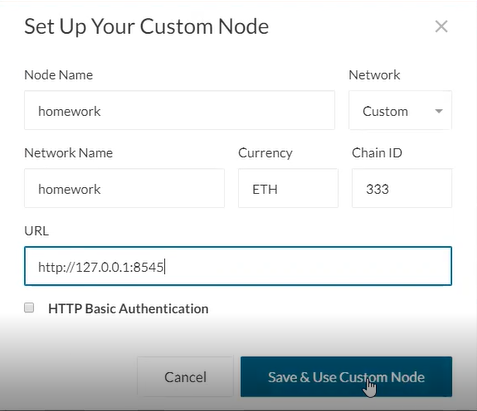 Set Up Your Custom Node
Node Name Network
homework Custom
Network Name Currency Chain ID
homework ETH 333
URL
http://127.0.0.1:8545
HTTP Basic Authentication
Cancel Save & Use Custom Node